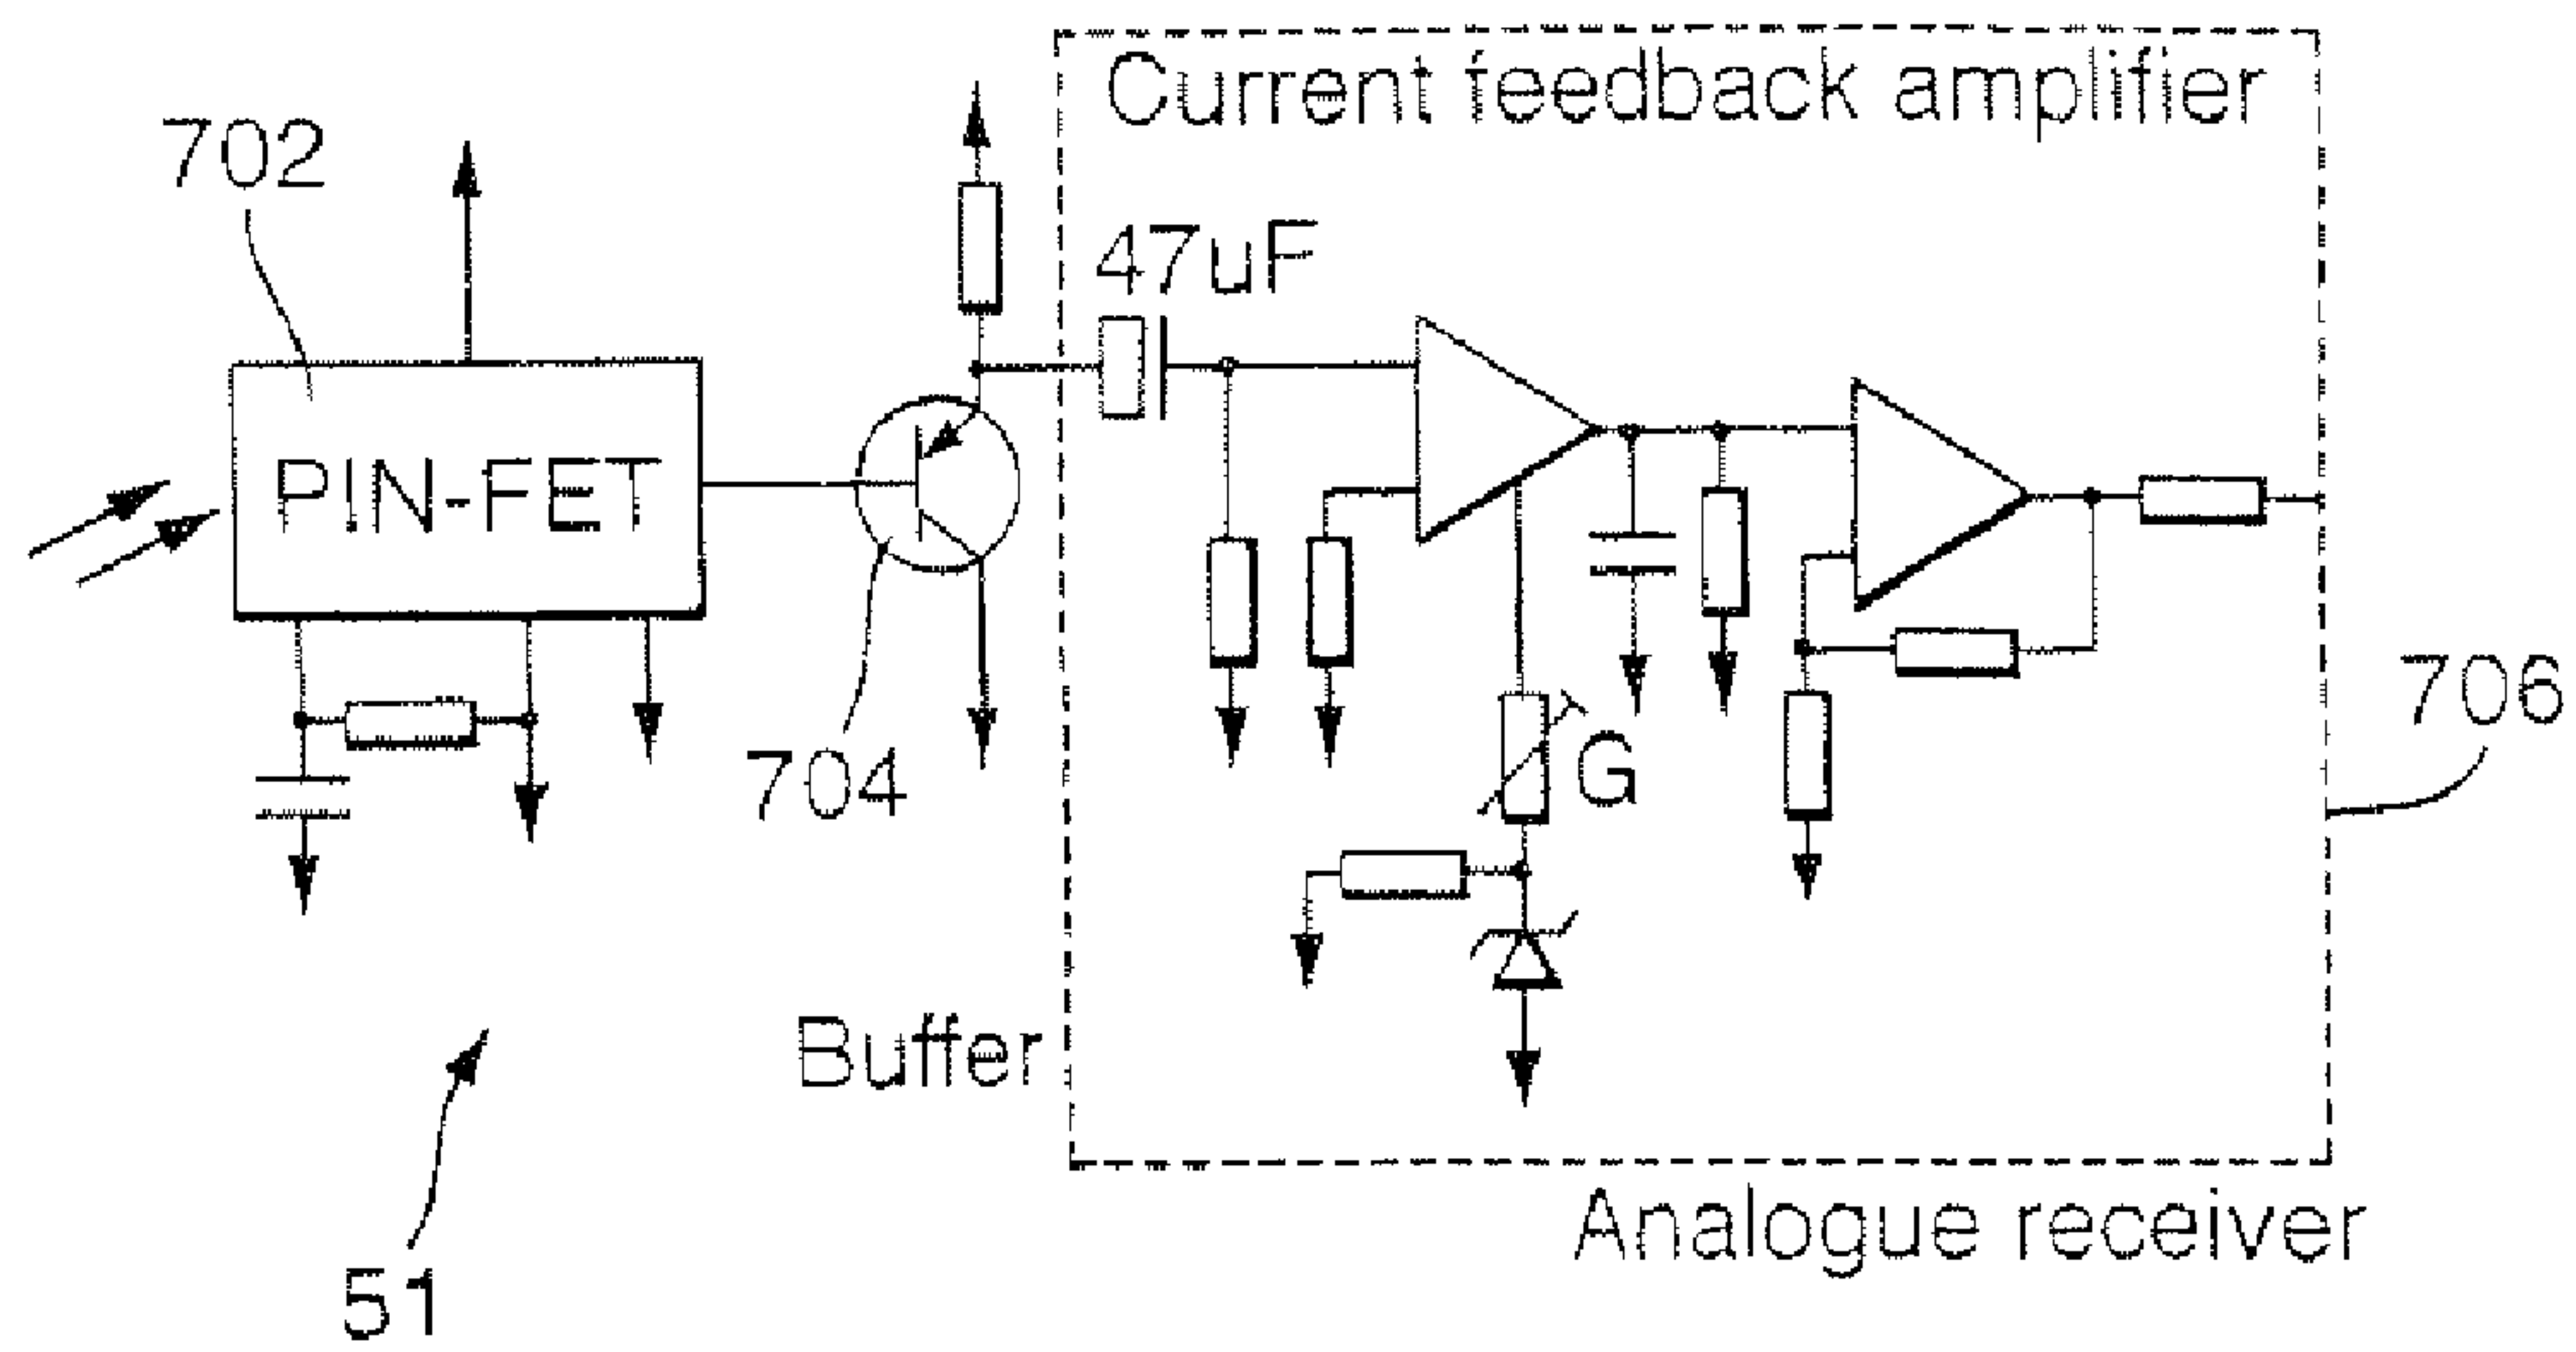 Current feedback amplifier
702
47uF
PIN-FET
706
G
704
Buffer
Analogue receiver
51